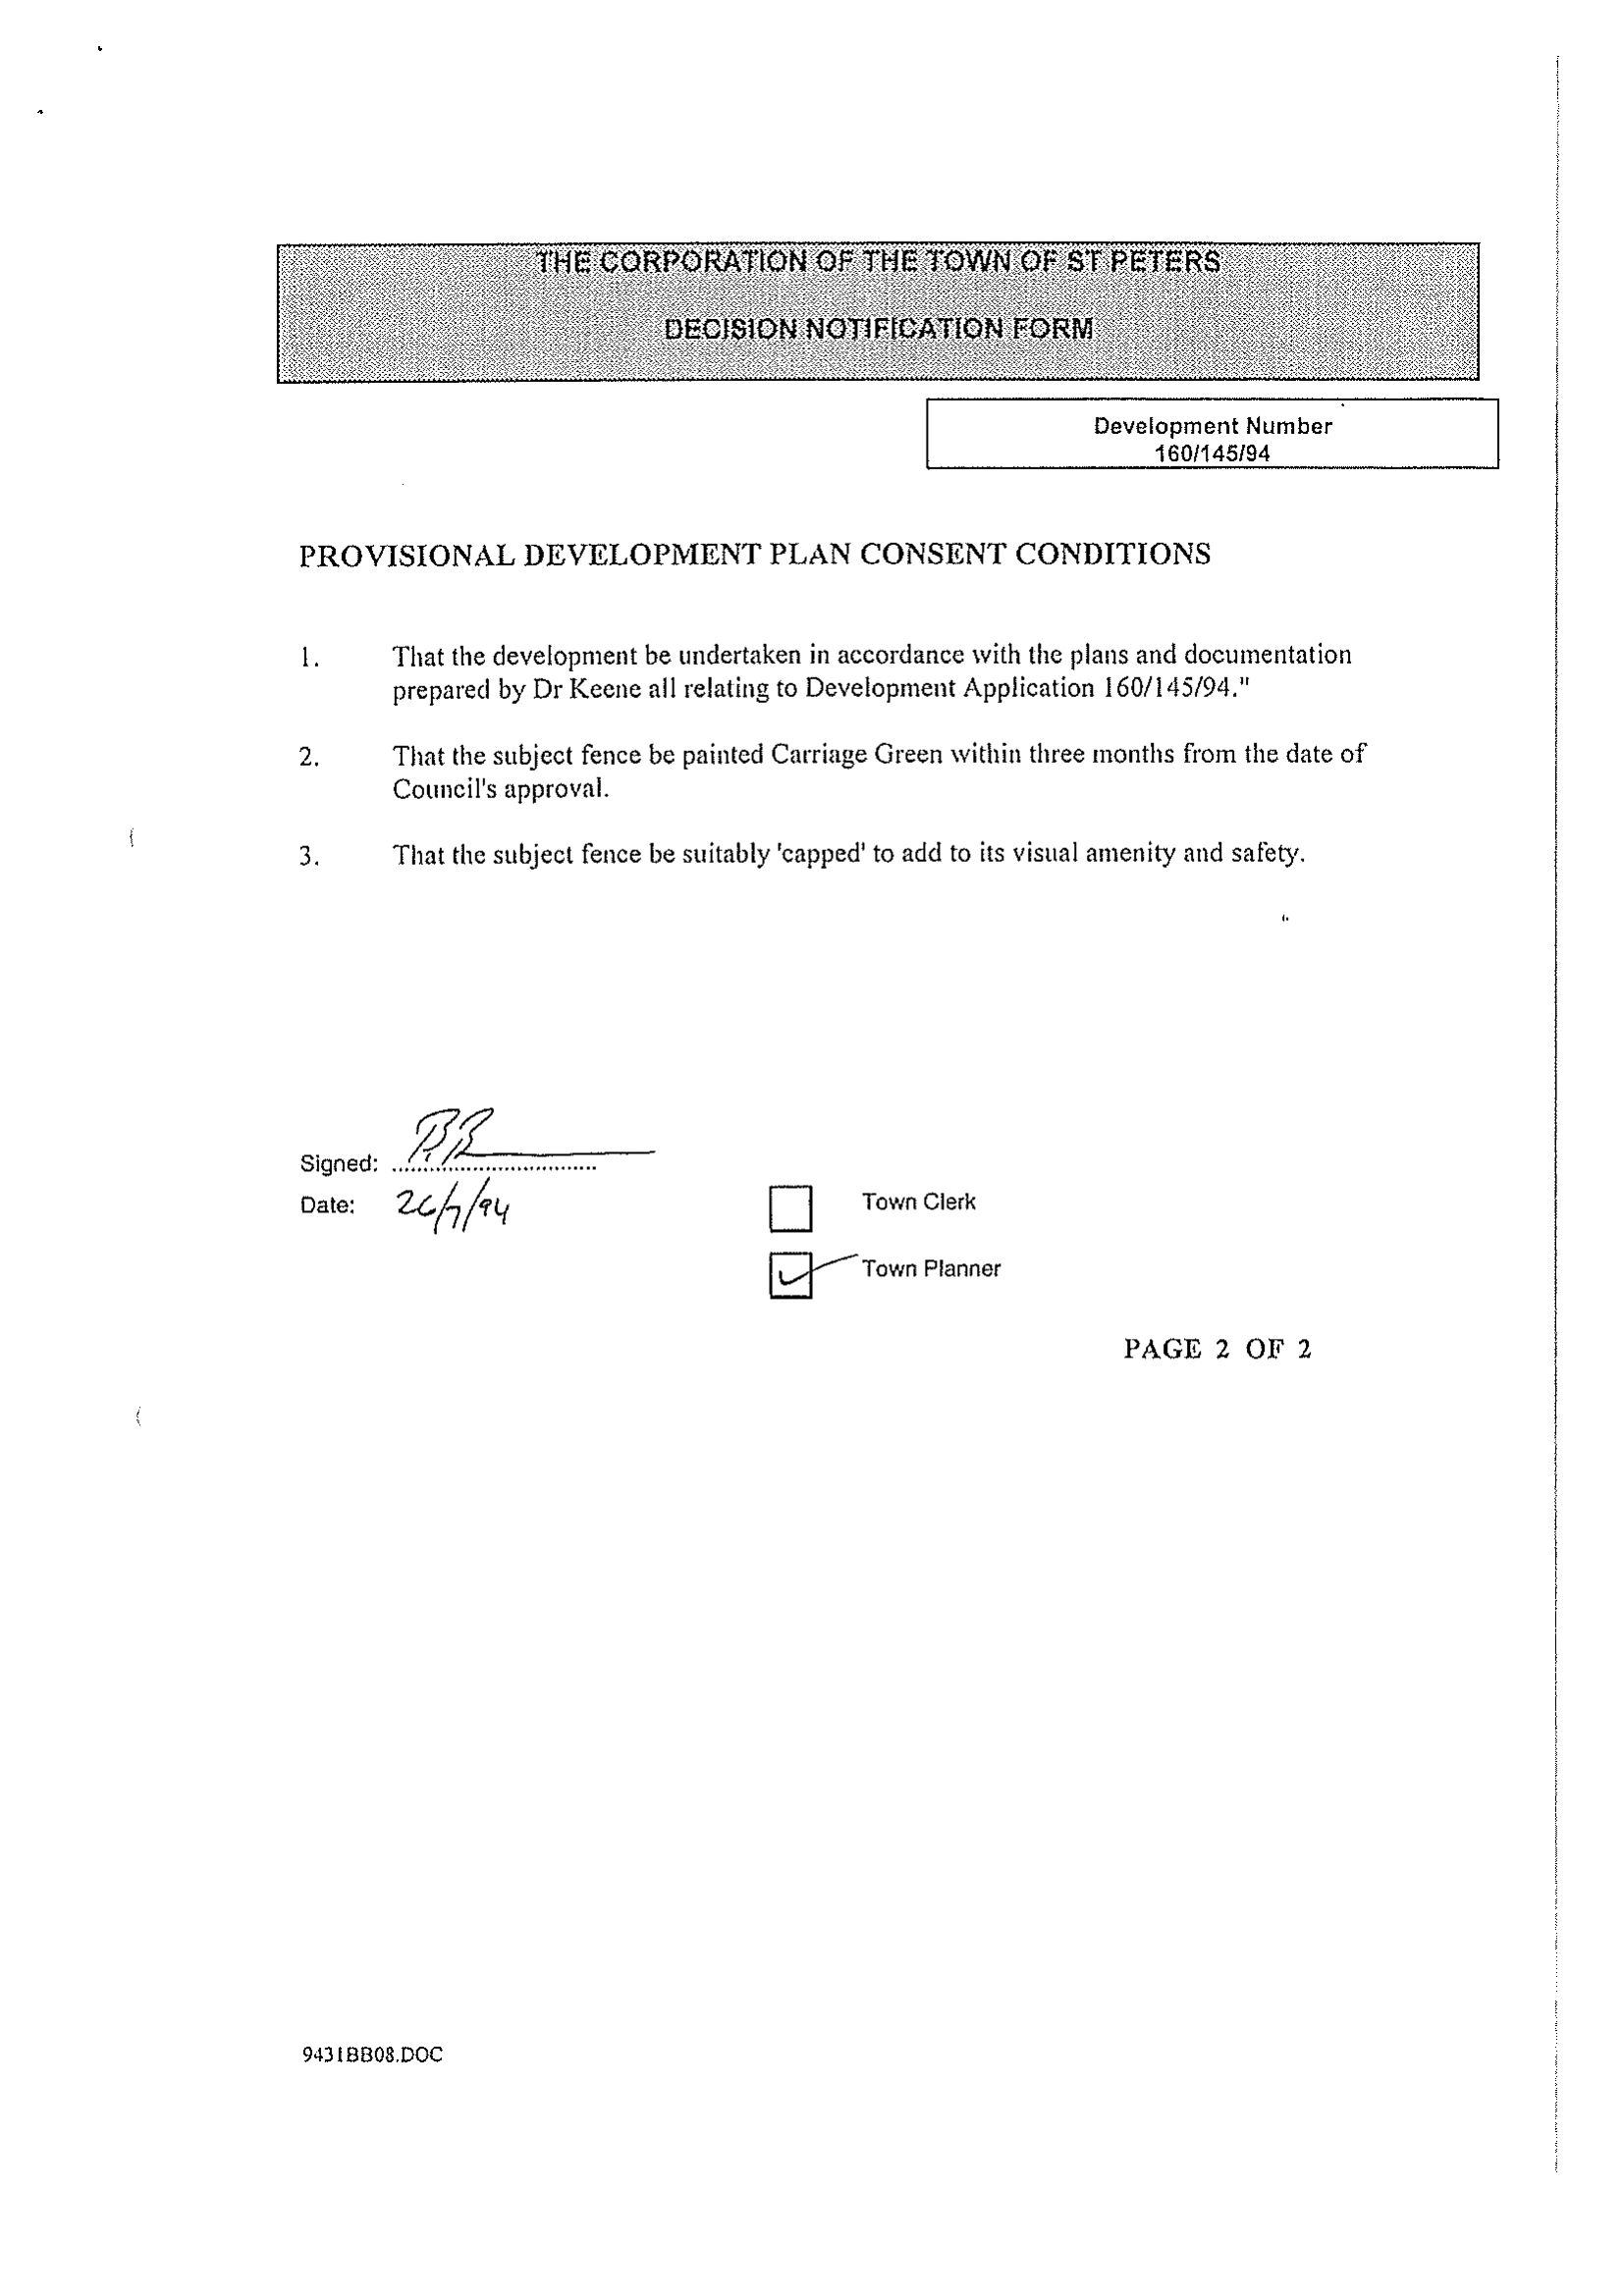 THE CORPORATION OF THE TOWN OF ST PETERS
DECISION NOTIFICATION FORM
Development Number
160/145/94
PROVISIONAL DEVELOPMENT PLAN CONSENT CONDITIONS
1. That the development be undertaken in accordance with the plans and documentation
prepared by Dr Keene all relating to Development Application 160/145/94."
2. That the subject fence be painted Carriage Green within three months from the date of
Council's approval.
3. That the subject fence be suitably 'capped' to add to its visual amenity and safety.
Signed:
Date: 26/7/94
Town Clerk
Town Planner
PAGE 2 OF 2
9431BB08.DOC